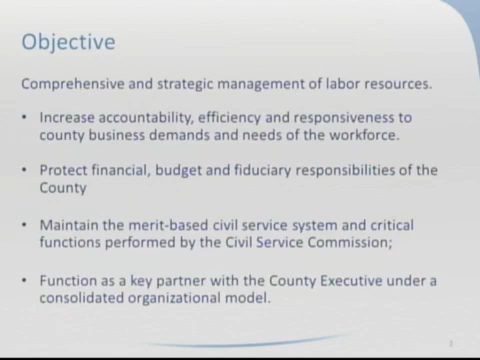 Objective
Comprehensive and strategic management of labor resources.
• Increase accountability, efficiency and responsiveness to
county business demands and needs of the workforce.
• Protect financial, budget and fiduciary responsibilities of the
County
• Maintain the merit-based civil service system and critical
functions performed by the Civil Service Commission;
• Function as a key partner with the County Executive under a
consolidated organizational model.